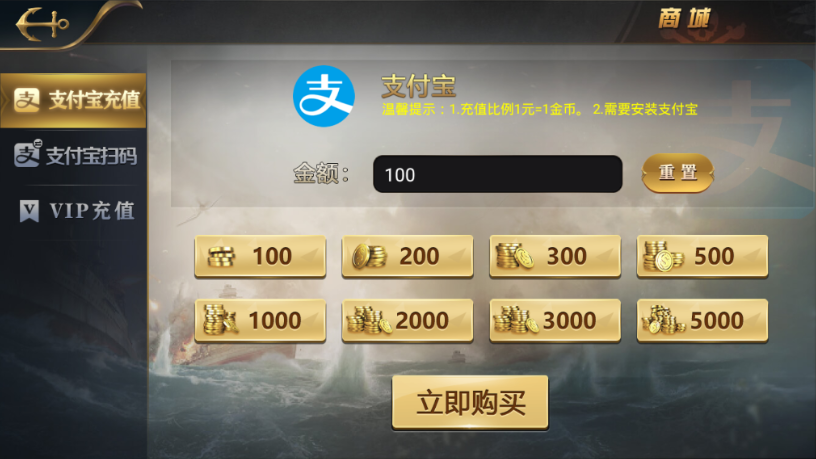 商城
支付宝充值
支付宝扫码
VIP充值
支 支付宝
温馨提示：1.充值比例1元=1金币。 2.需要安装支付宝
金额： 100 重置
100 200 300 500
1000 2000 3000 5000
立即购买